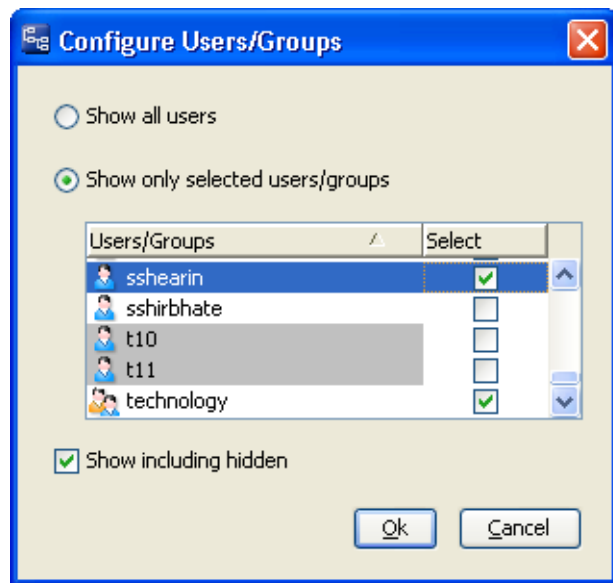 Configure Users/Groups
Show all users
Show only selected users/groups
Users/Groups Select
sshearin
sshirbhate
t10
t11
technology
Show including hidden
Ok Cancel